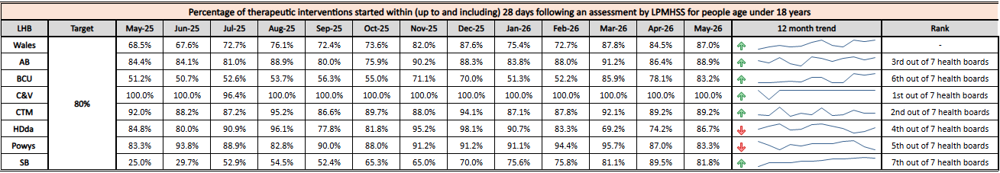 Percentage of therapeutic interventions started within (up to and including) 28 days following an assessment by LPMHSS for people age under 18 years
LHB Target May-25 Jun-25 Jul-25 Aug-25 Sep-25 Oct-25 Nov-25 Dec-25 Jan-26 Feb-26 Mar-26 Apr-26 May-26 12 month trend Rank
Wales 68.5% 67.6% 72.7% 76.1% 72.4% 73.6% 82.0% 87.6% 75.4% 72.7% 87.8% 84.5% 87.0% -
AB 84.4% 84.1% 81.0% 88.9% 80.0% 75.9% 90.2% 88.3% 83.8% 88.0% 91.2% 86.4% 88.9% 3rd out of 7 health boards
BCU 51.2% 50.7% 52.6% 53.7% 56.3% 55.0% 71.1% 70.0% 51.3% 52.2% 85.9% 78.1% 83.2% 6th out of 7 health boards
C&V 100.0% 100.0% 96.4% 100.0% 100.0% 100.0% 100.0% 100.0% 100.0% 100.0% 100.0% 100.0% 100.0% 1st out of 7 health boards
80%
CTM 92.0% 88.2% 87.2% 95.2% 86.6% 89.7% 88.0% 94.1% 87.1% 87.8% 92.1% 89.2% 89.2% 2nd out of 7 health boards
HDda 84.8% 80.0% 90.9% 96.1% 77.8% 81.8% 95.2% 98.1% 90.7% 83.3% 69.2% 74.2% 86.7% 4th out of 7 health boards
Powys 83.3% 93.8% 88.9% 82.8% 90.0% 88.0% 91.2% 91.2% 91.1% 94.4% 95.7% 87.0% 83.3% 5th out of 7 health boards
SB 25.0% 29.7% 52.9% 54.5% 52.4% 65.3% 65.0% 70.0% 75.6% 75.8% 81.1% 89.5% 81.8% 7th out of 7 health boards